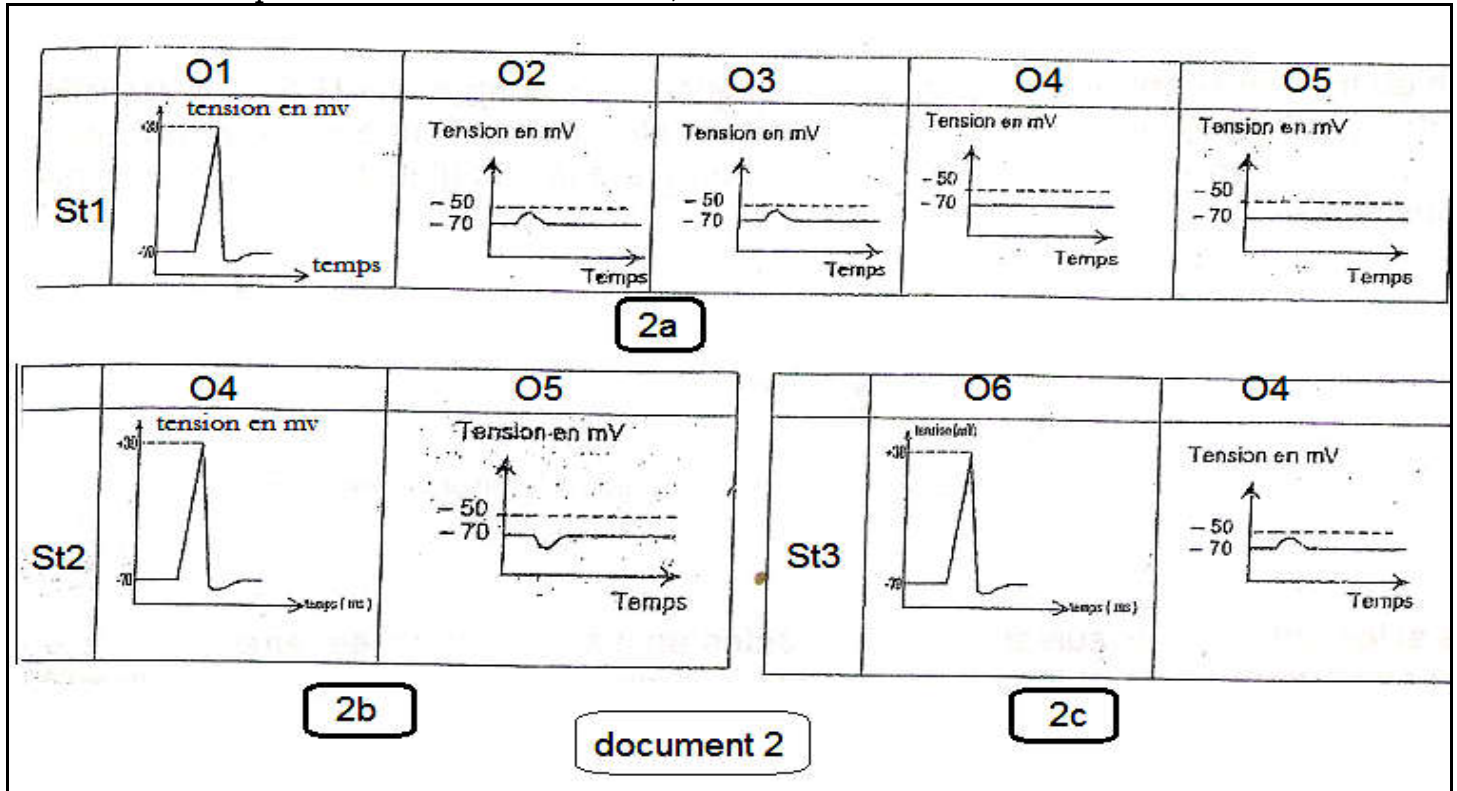 O1
O2
O3
O4
O5
St1
tension en mv
+30
-70
temps
Tension en mV
– 50
– 70
Temps
Tension en mV
– 50
– 70
Temps
Tension en mV
– 50
– 70
Temps
Tension en mV
– 50
– 70
Temps
2a
O4
O5
St2
tension en mv
+30
-70
temps ( ms )
Tension en mV
– 50
– 70
Temps
2b
O6
O4
St3
+30
-70
temps ( ms )
Tension en mV
– 50
– 70
Temps
2c
document 2